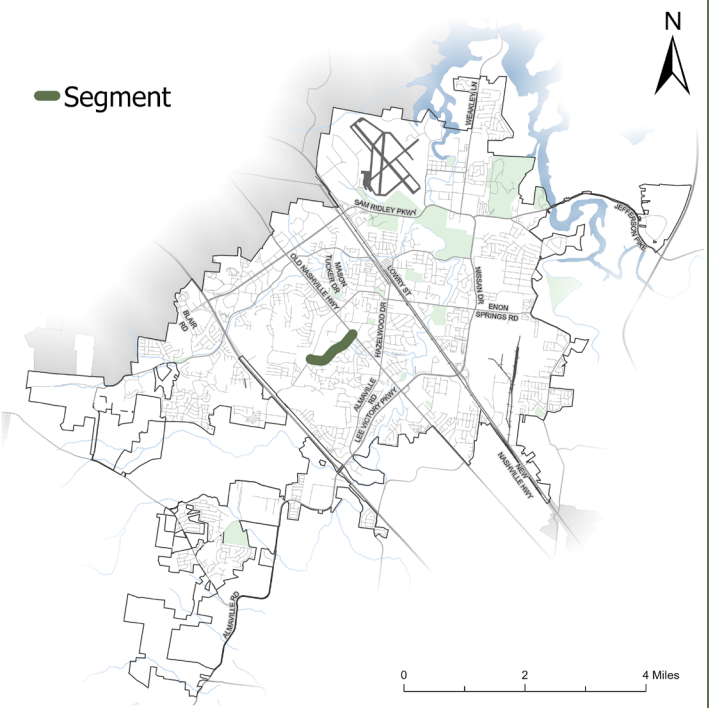 N
Segment
WEAKLEY LN
SAM RIDLEY PKWY
JEFFERSON PIKE
MASON
TUCKER DR
OLD NASHVILLE HWY
LOWRY ST
NISSAN DR
BLAIR
RD
HAZELWOOD DR
ENON
SPRINGS RD
ALMAVILLE
RD
LEE VICTORY PKWY
NEW
NASHVILLE HWY
ALMAVILLE RD
0 2 4 Miles